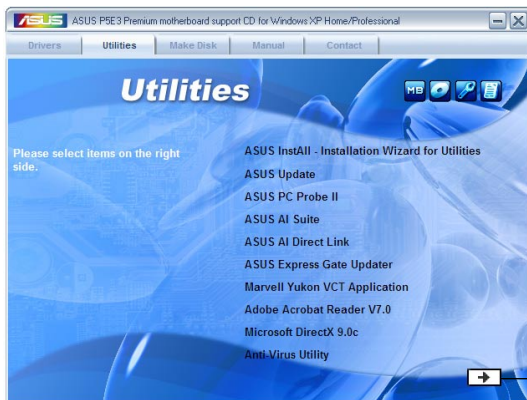 ASUS ASUS P5E3 Premium motherboard support CD for Windows XP Home/Professional
Drivers Utilities Make Disk Manual Contact
Utilities
MB
Please select items on the right
side.
ASUS InstAll - Installation Wizard for Utilities
ASUS Update
ASUS PC Probe II
ASUS AI Suite
ASUS AI Direct Link
ASUS Express Gate Updater
Marvell Yukon VCT Application
Adobe Acrobat Reader V7.0
Microsoft DirectX 9.0c
Anti-Virus Utility